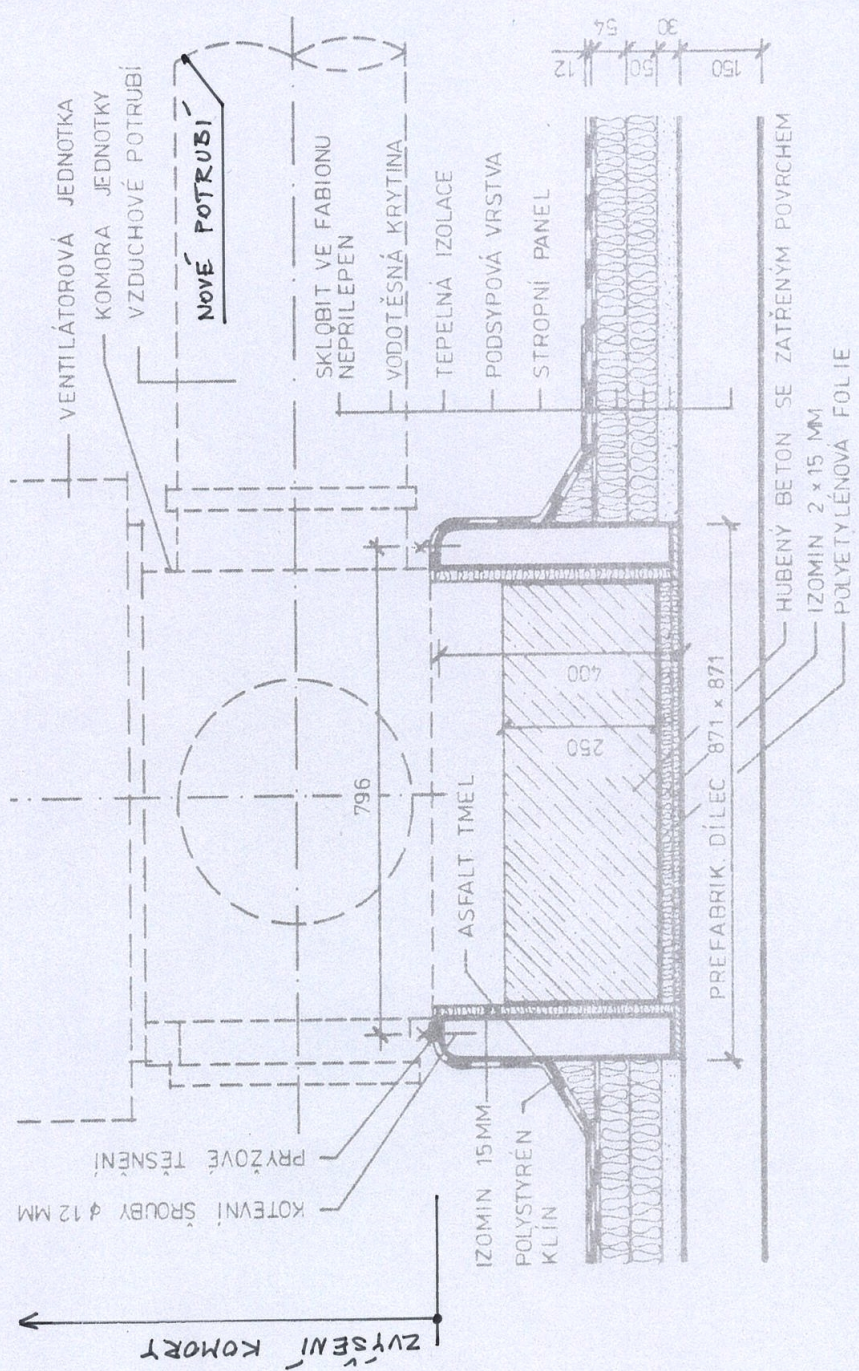 VENTILÁTOROVÁ JEDNOTKA
KOMORA JEDNOTKY
VZDUCHOVÉ POTRUBÍ
NOVÉ POTRUBÍ
SKLOBIT VE FABIONU
NEPRILEPEN
VODOTĚSNÁ KRYTINA
TEPELNÁ IZOLACE
PODSYPOVÁ VRSTVA
STROPNÍ PANEL
12
54
50
30
150
796
ASFALT TMEL
400
250
PREFABRIK. DÍLEC 871 × 871
HUBENÝ BETON SE ZATŘENÝM POVRCHEM
IZOMIN 2 × 15 MM
POLYETYLÉNOVÁ FOLIE
PRYŽOVÉ TĚSNĚNÍ
KOTEVNÍ ŠROUBY ϕ 12 MM
IZOMIN 15MM
POLYSTYRÉN
KLÍN
ZVÝŠENÍ KOMORY